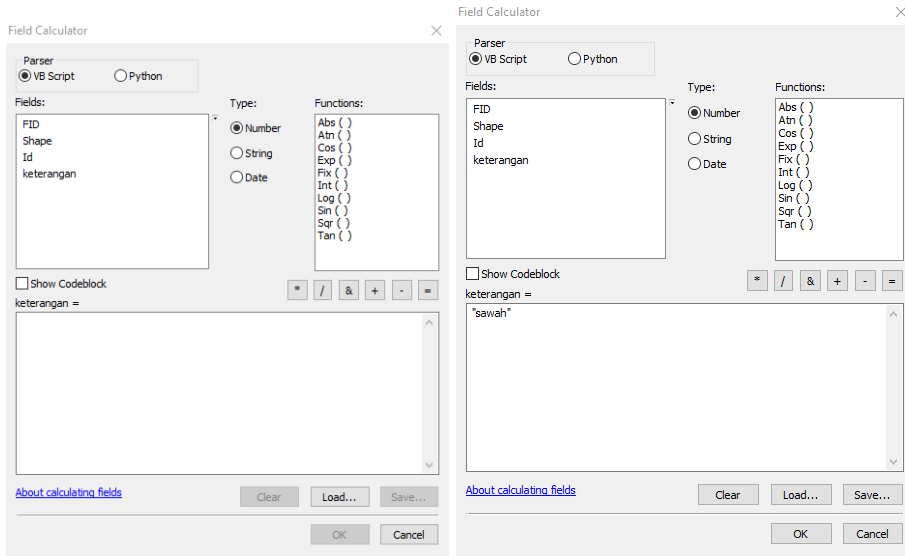 Field Calculator
Parser
VB Script
Python
Fields:
FID
Shape
Id
keterangan
Type:
Number
String
Date
Functions:
Abs ( )
Atn ( )
Cos ( )
Exp ( )
Fix ( )
Int ( )
Log ( )
Sin ( )
Sqr ( )
Tan ( )
Show Codeblock
* / & + - =
keterangan =
About calculating fields
Clear
Load...
Save...
OK
Cancel
Field Calculator
Parser
VB Script
Python
Fields:
FID
Shape
Id
keterangan
Type:
Number
String
Date
Functions:
Abs ( )
Atn ( )
Cos ( )
Exp ( )
Fix ( )
Int ( )
Log ( )
Sin ( )
Sqr ( )
Tan ( )
Show Codeblock
* / & + - =
keterangan =
"sawah"
About calculating fields
Clear
Load...
Save...
OK
Cancel